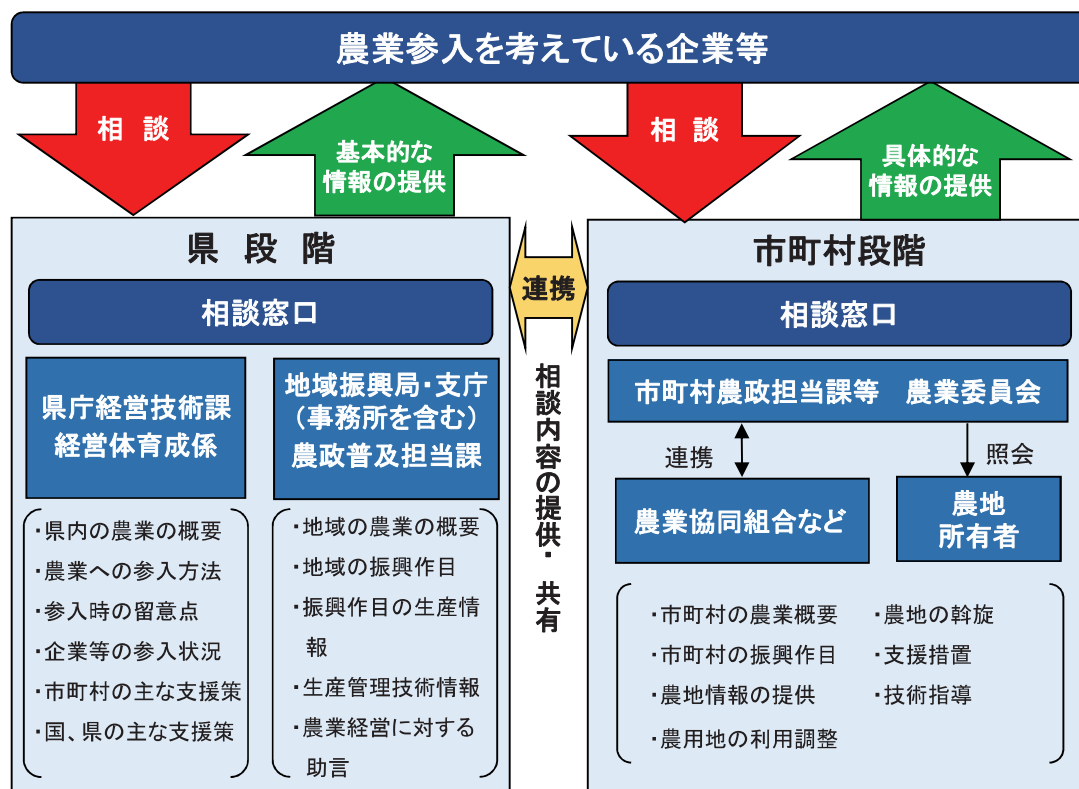 農業参入を考えている企業等
相 談
基本的な
情報の提供
相 談
具体的な
情報の提供
県 段 階
相談窓口
県庁経営技術課
経営体育成係
地域振興局・支庁
(事務所を含む)
農政普及担当課
・県内の農業の概要
・農業への参入方法
・参入時の留意点
・企業等の参入状況
・市町村の主な支援策
・国、県の主な支援策
・地域の農業の概要
・地域の振興作目
・振興作目の生産情
報
・生産管理技術情報
・農業経営に対する
助言
連携
相談内容の提供・ 共有
市町村段階
相談窓口
市町村農政担当課等 農業委員会
連携
照会
農業協同組合など
農地
所有者
・市町村の農業概要
・市町村の振興作目
・農地情報の提供
・農用地の利用調整
・農地の斡旋
・支援措置
・技術指導